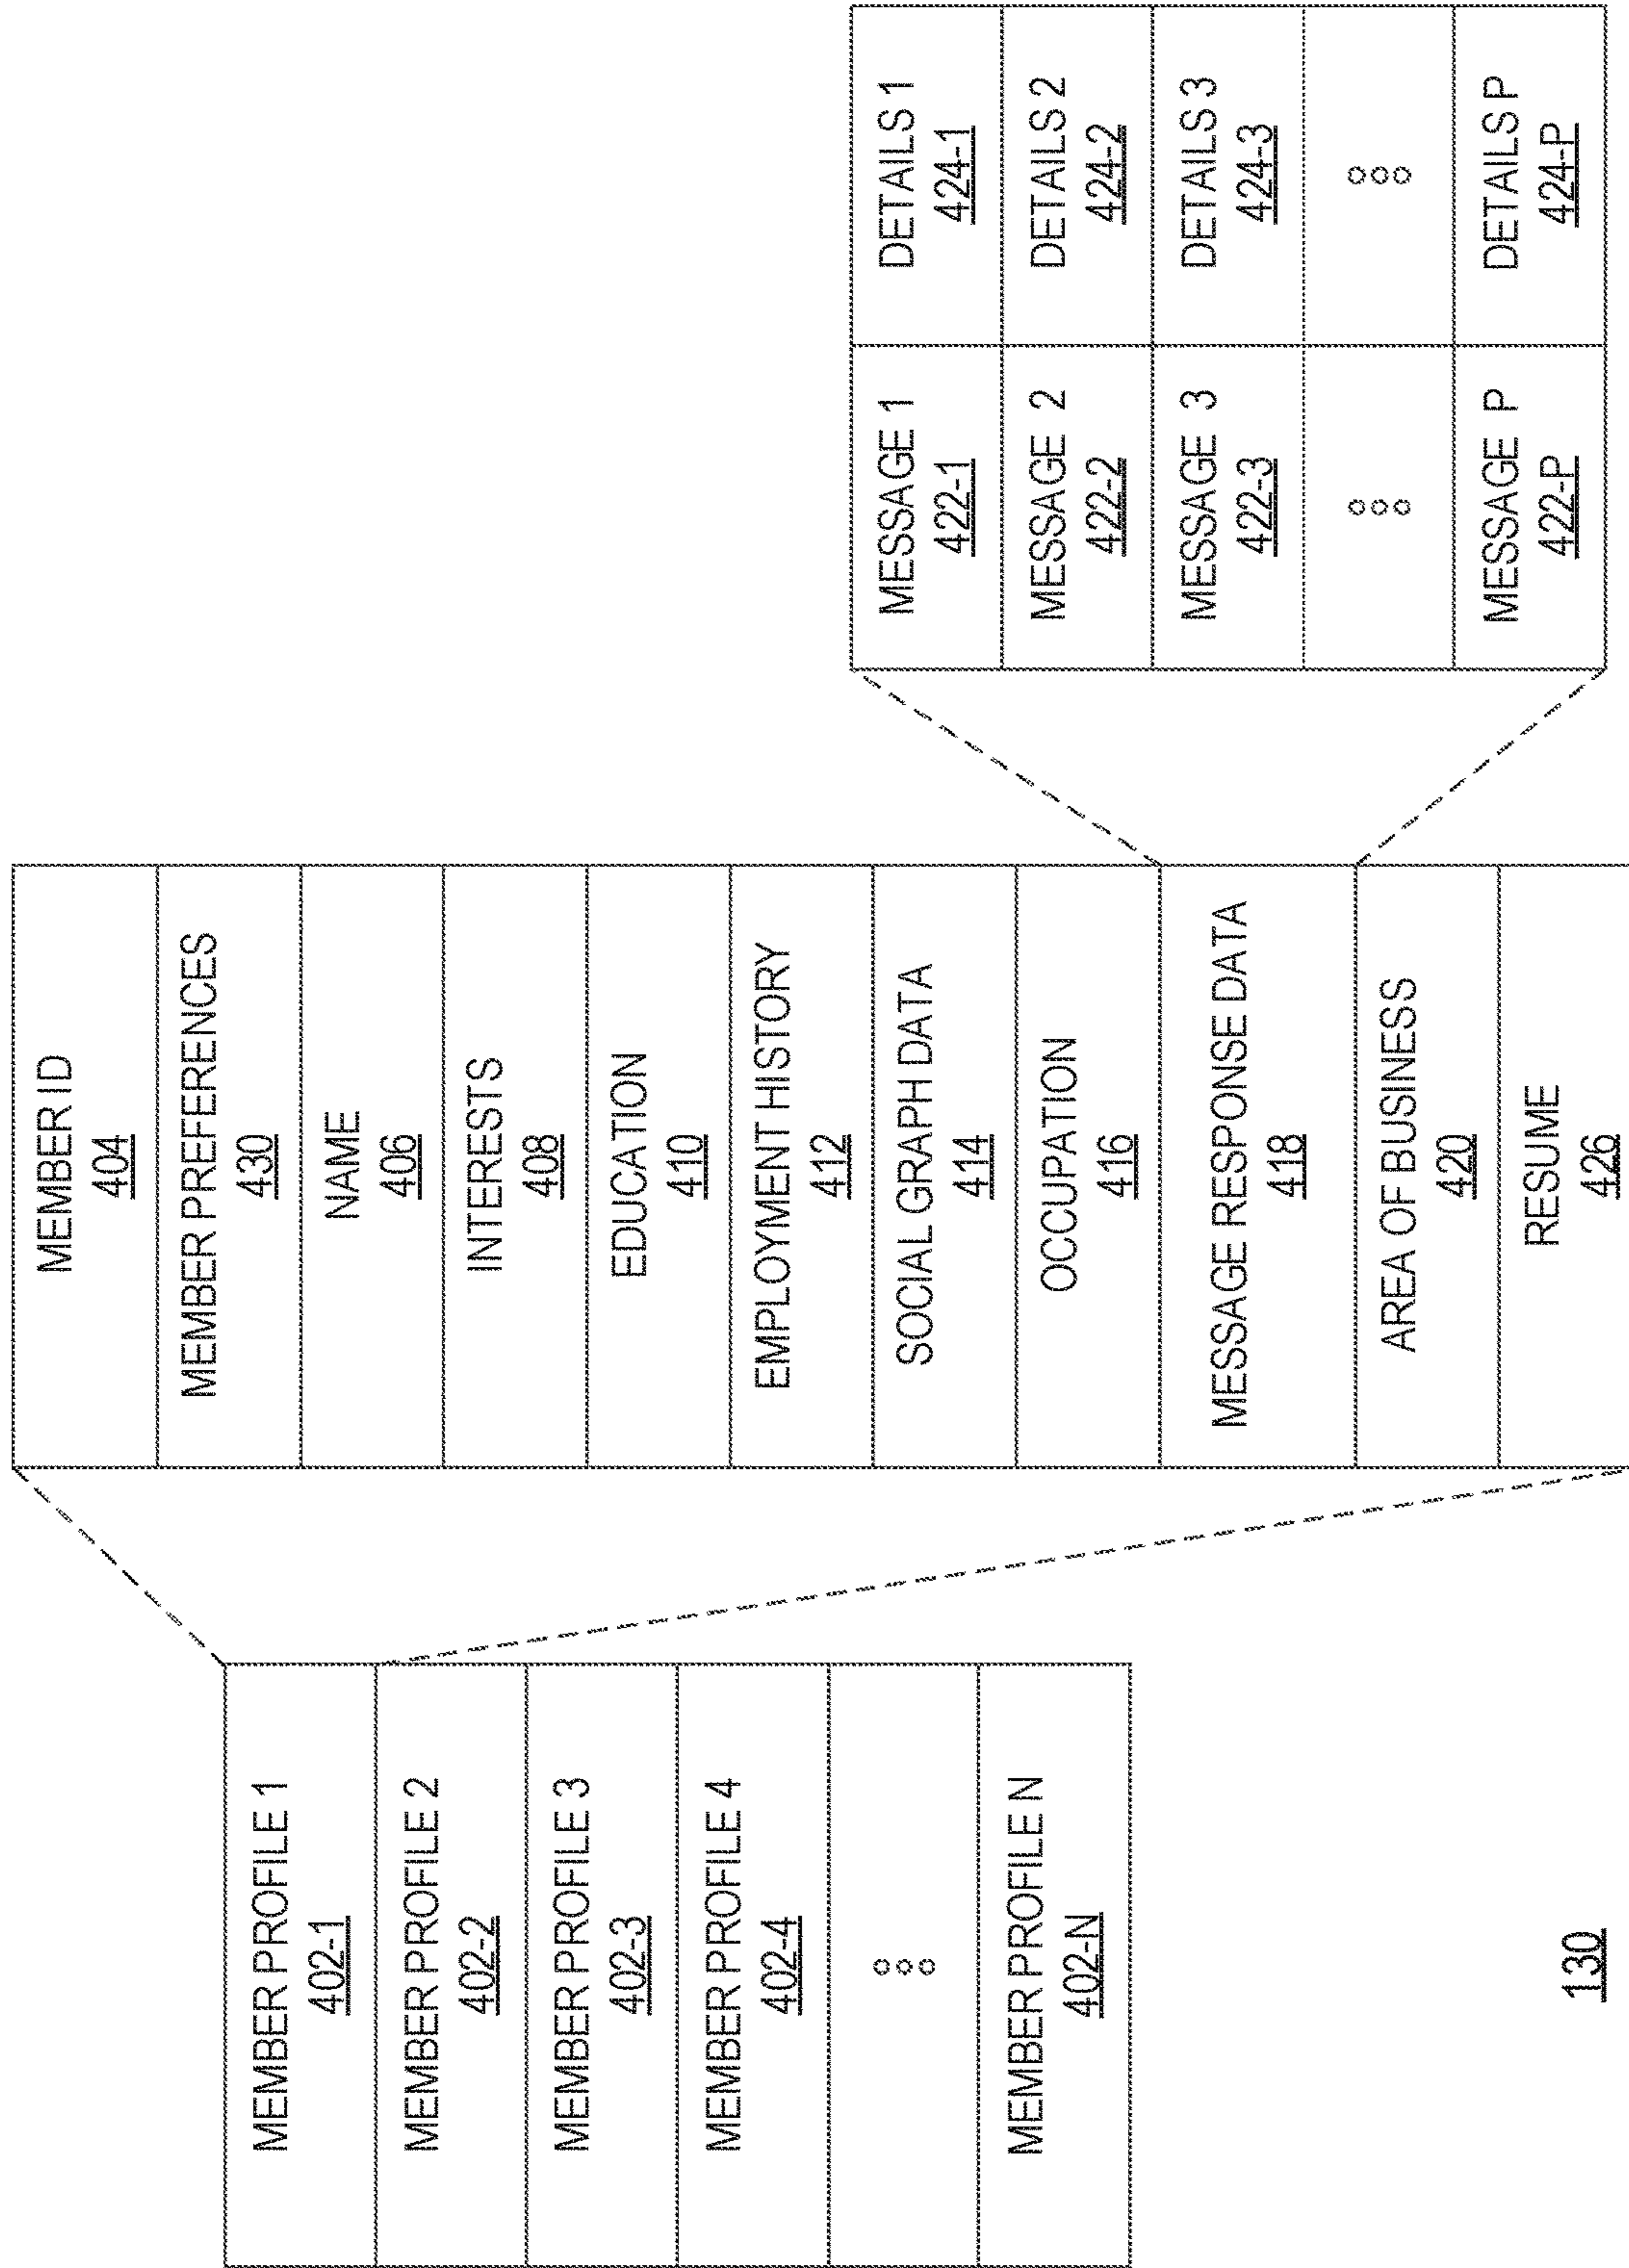 MEMBER PROFILE 1
402-1
MEMBER PROFILE 2
402-2
MEMBER PROFILE 3
402-3
MEMBER PROFILE 4
402-4
MEMBER PROFILE N
402-N
130
MEMBER ID
404
MEMBER PREFERENCES
430
NAME
406
INTERESTS
408
EDUCATION
410
EMPLOYMENT HISTORY
412
SOCIAL GRAPH DATA
414
OCCUPATION
416
MESSAGE RESPONSE DATA
418
AREA OF BUSINESS
420
RESUME
426
MESSAGE 1
422-1
DETAILS 1
424-1
MESSAGE 2
422-2
DETAILS 2
424-2
MESSAGE 3
422-3
DETAILS 3
424-3
MESSAGE P
422-P
DETAILS P
424-P